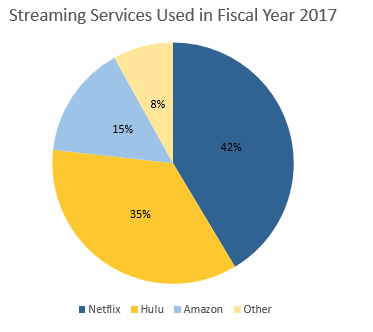 Streaming Services Used in Fiscal Year 2017
8%
15%
42%
35%
Netflix Hulu Amazon Other